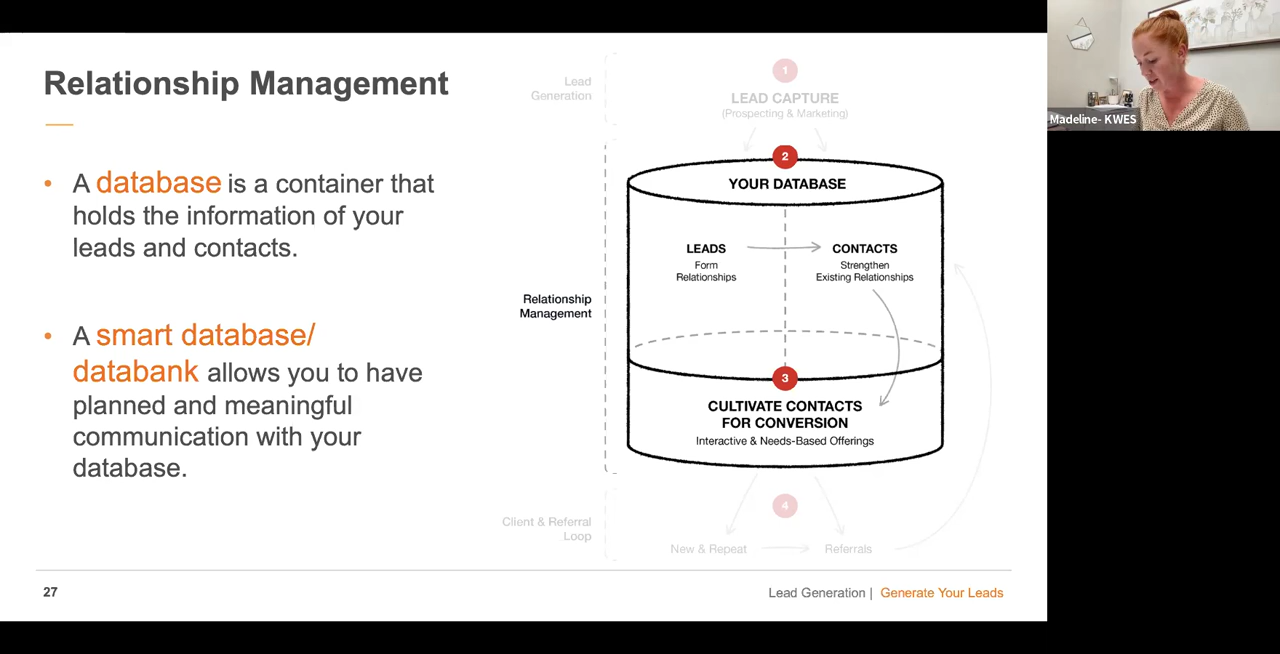 Relationship Management
• A database is a container that
holds the information of your
leads and contacts.
• A smart database/
databank allows you to have
planned and meaningful
communication with your
database.
Lead
Generation
1
LEAD CAPTURE
(Prospecting & Marketing)
2
YOUR DATABASE
LEADS
Form
Relationships
CONTACTS
Strengthen
Existing Relationships
Relationship
Management
3
CULTIVATE CONTACTS
FOR CONVERSION
Interactive & Needs-Based Offerings
Client & Referral
Loop
4
New & Repeat
Referrals
27
Lead Generation | Generate Your Leads
Madeline- KWES